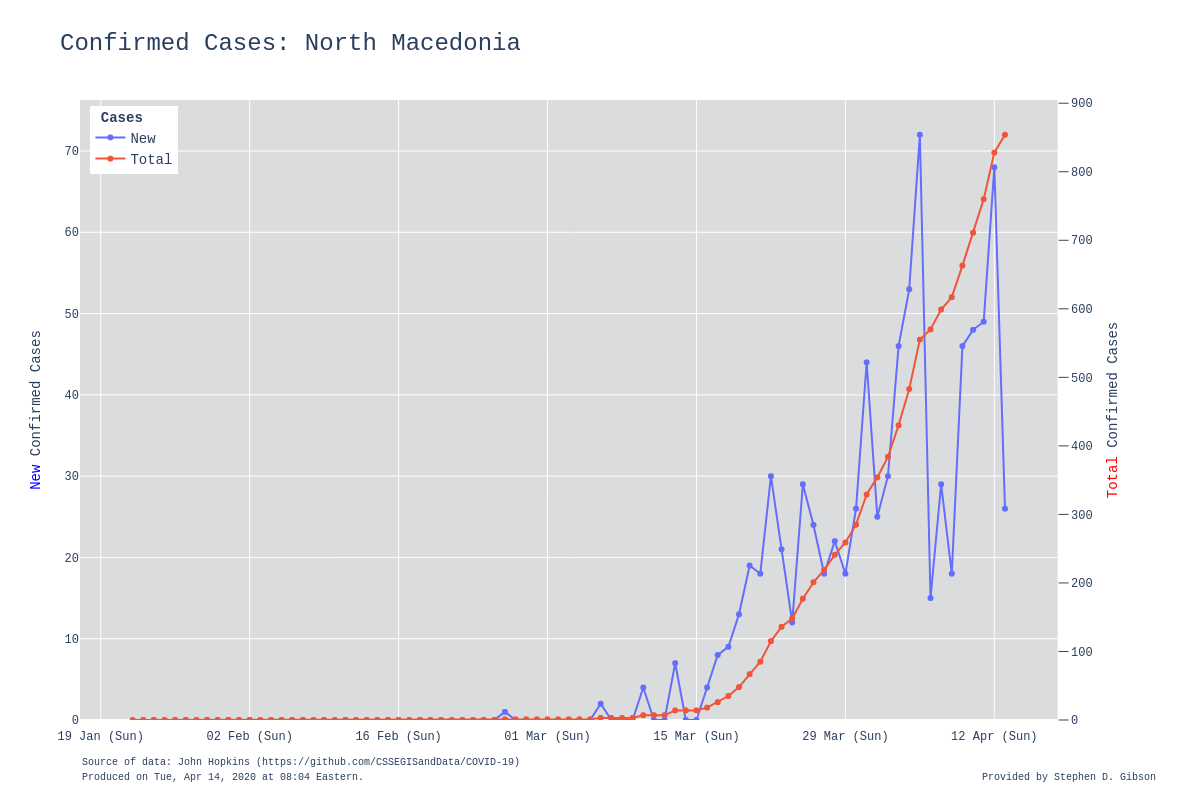 Confirmed Cases: North Macedonia
Cases
New
Total
70
60
50
40
30
20
10
0
900
800
700
600
500
400
300
200
100
0
New Confirmed Cases
Total Confirmed Cases
19 Jan (Sun) 02 Feb (Sun) 16 Feb (Sun) 01 Mar (Sun) 15 Mar (Sun) 29 Mar (Sun) 12 Apr (Sun)
Source of data: John Hopkins (https://github.com/CSSEGISandData/COVID-19)
Produced on Tue, Apr 14, 2020 at 08:04 Eastern.
Provided by Stephen D. Gibson